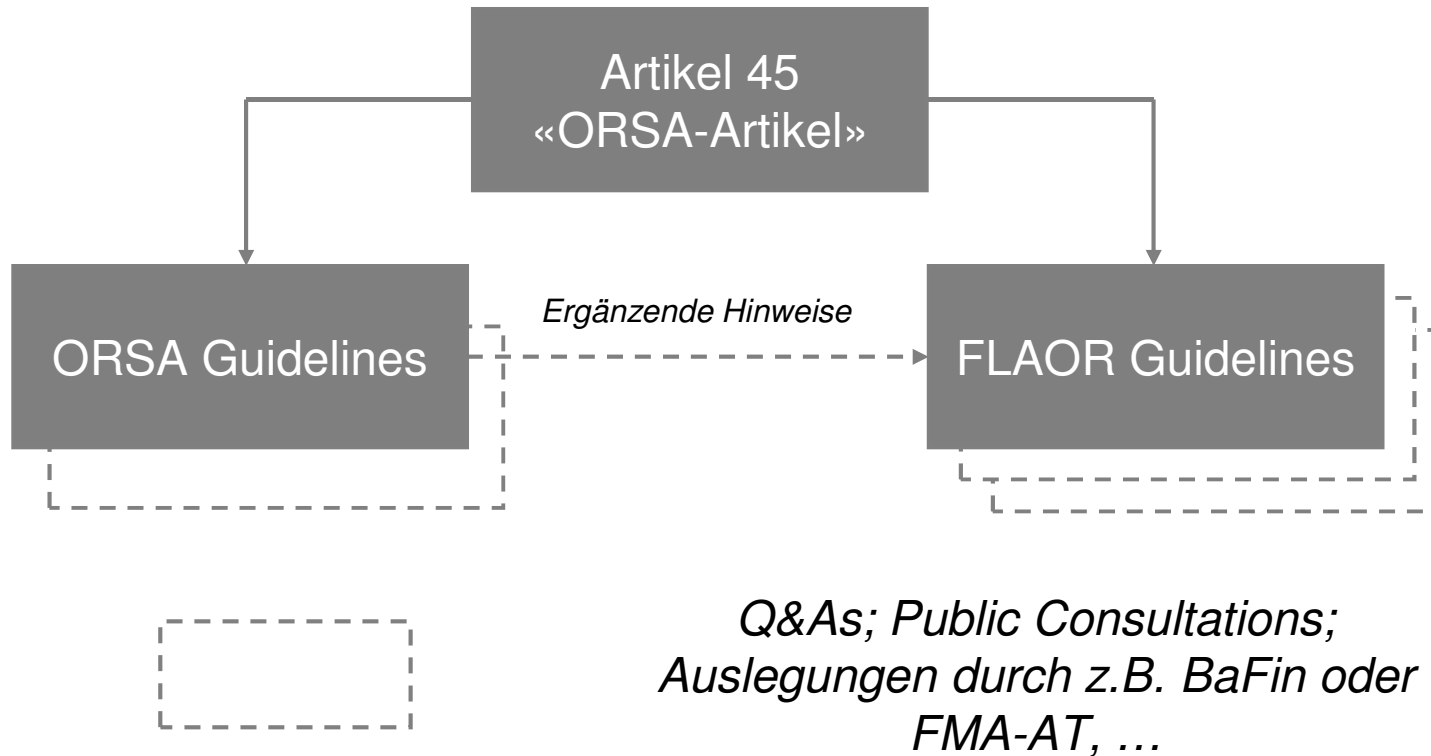 Artikel 45
«ORSA-Artikel»
ORSA Guidelines
Ergänzende Hinweise
FLAOR Guidelines
Q&As; Public Consultations;
Auslegungen durch z.B. BaFin oder
FMA-AT, …